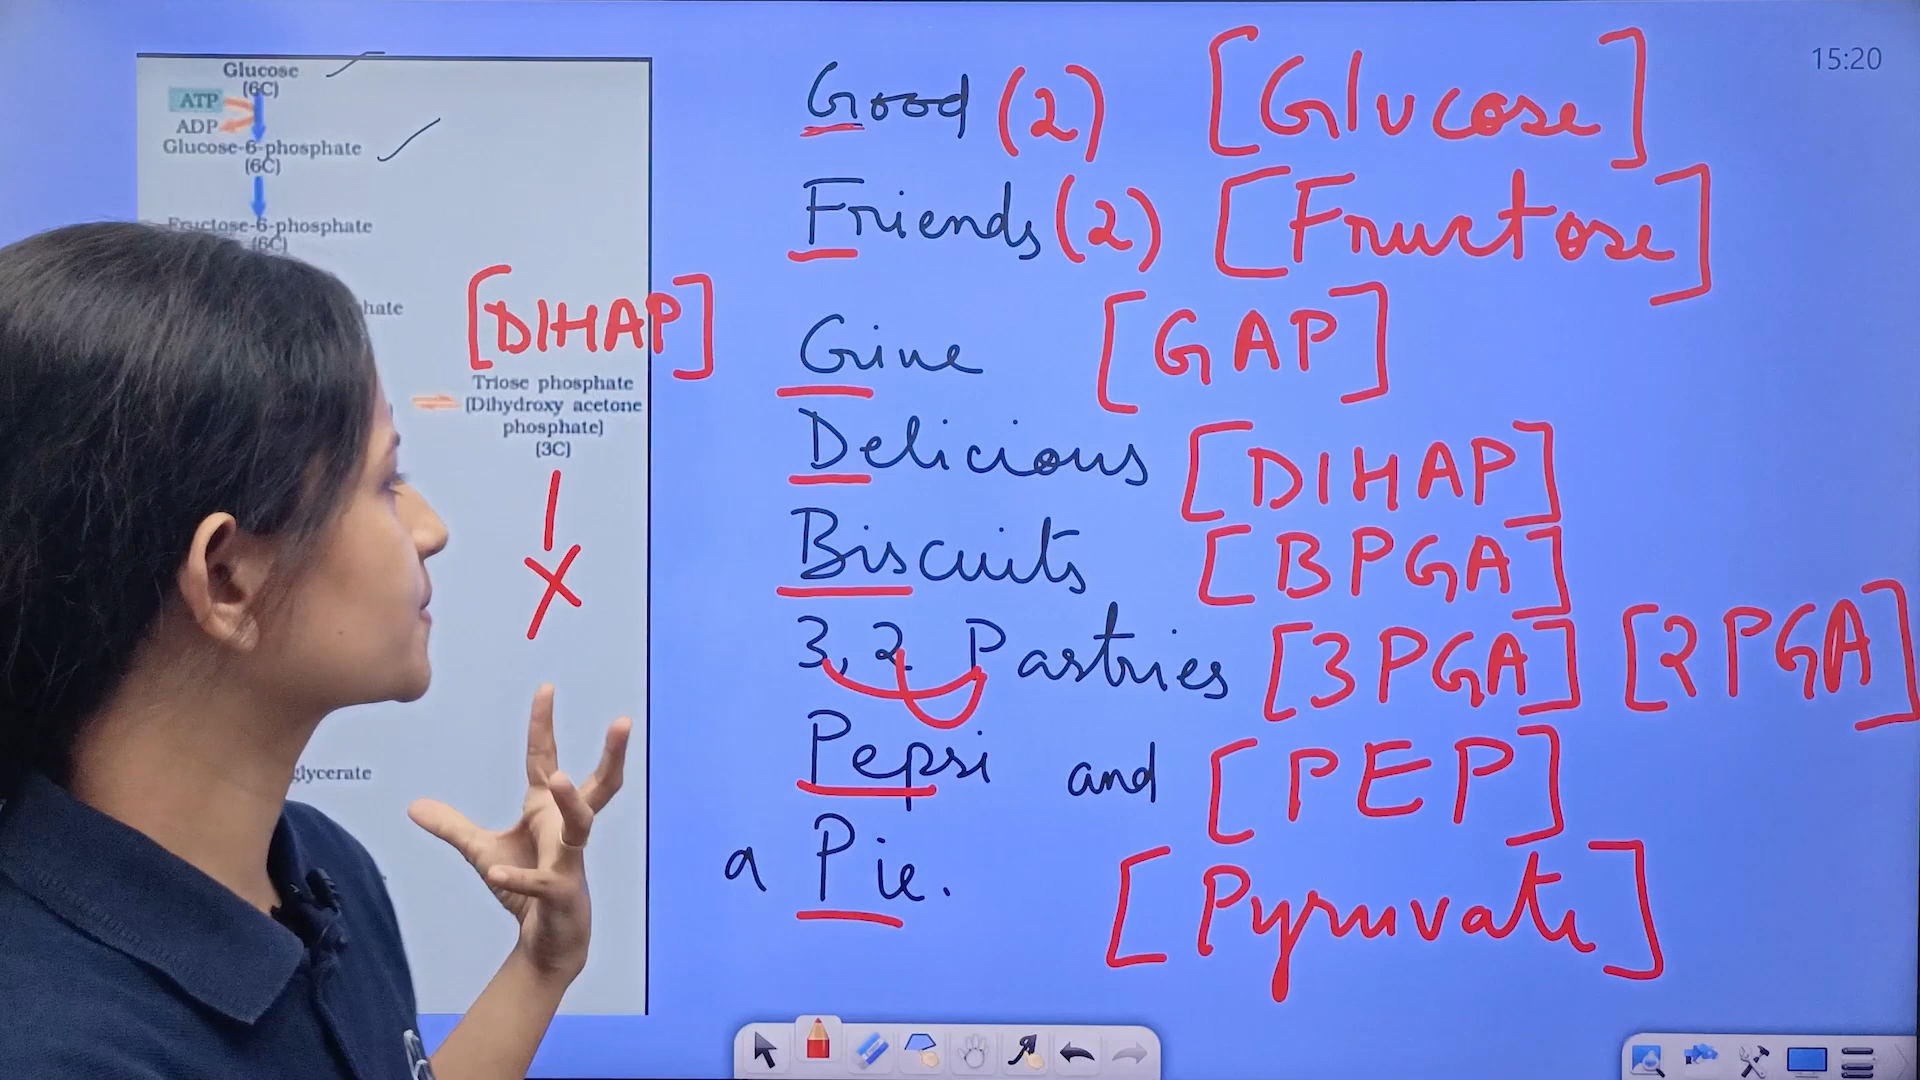 Glucose
(6C)
ATP
ADP
Glucose-6-phosphate
(6C)
Fructose-6-phosphate
(6C)
hate
[DIHAP]
Triose phosphate
(Dihydroxy acetone
phosphate)
(3C)
X
glycerate
15:20
Good (2) [Glucose]
Friends (2) [Fructose]
Give [GAP]
Delicious [DIHAP]
Biscuits [BPGA]
3, 2 Pastries [3PGA] [2PGA]
Pepsi and [PEP]
a Pie. [Pyruvate]